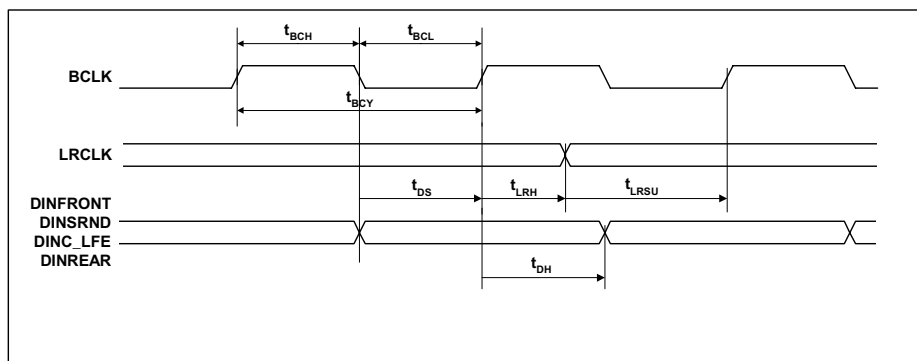 tBCH tBCL
BCLK
tBCY
LRCLK
tDS tLRH tLRSU
DINFRONT
DINSRND
DINC_LFE
DINREAR
tDH